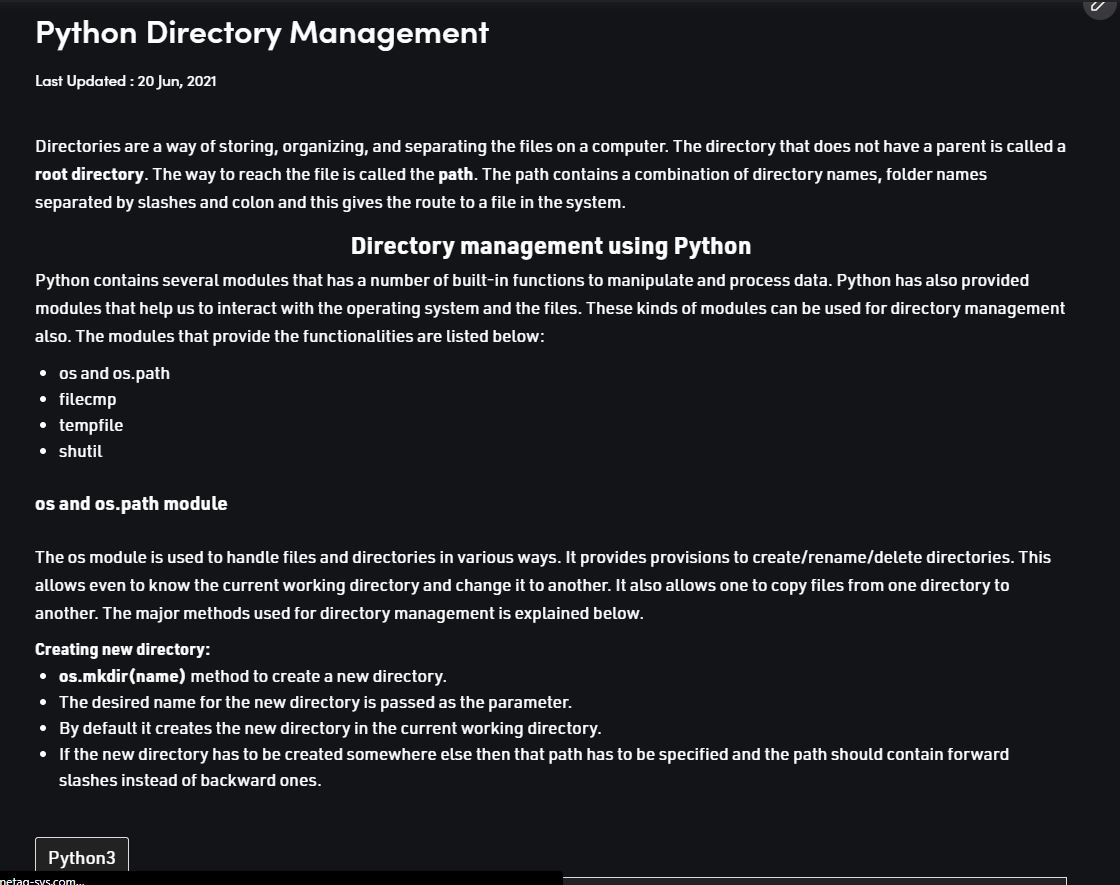 Python Directory Management
Last Updated : 20 Jun, 2021
Directories are a way of storing, organizing, and separating the files on a computer. The directory that does not have a parent is called a
root directory. The way to reach the file is called the path. The path contains a combination of directory names, folder names
separated by slashes and colon and this gives the route to a file in the system.
Directory management using Python
Python contains several modules that has a number of built-in functions to manipulate and process data. Python has also provided
modules that help us to interact with the operating system and the files. These kinds of modules can be used for directory management
also. The modules that provide the functionalities are listed below:
• os and os.path
• filecmp
• tempfile
• shutil
os and os.path module
The os module is used to handle files and directories in various ways. It provides provisions to create/rename/delete directories. This
allows even to know the current working directory and change it to another. It also allows one to copy files from one directory to
another. The major methods used for directory management is explained below.
Creating new directory:
• os.mkdir(name) method to create a new directory.
• The desired name for the new directory is passed as the parameter.
• By default it creates the new directory in the current working directory.
• If the new directory has to be created somewhere else then that path has to be specified and the path should contain forward
slashes instead of backward ones.
Python3